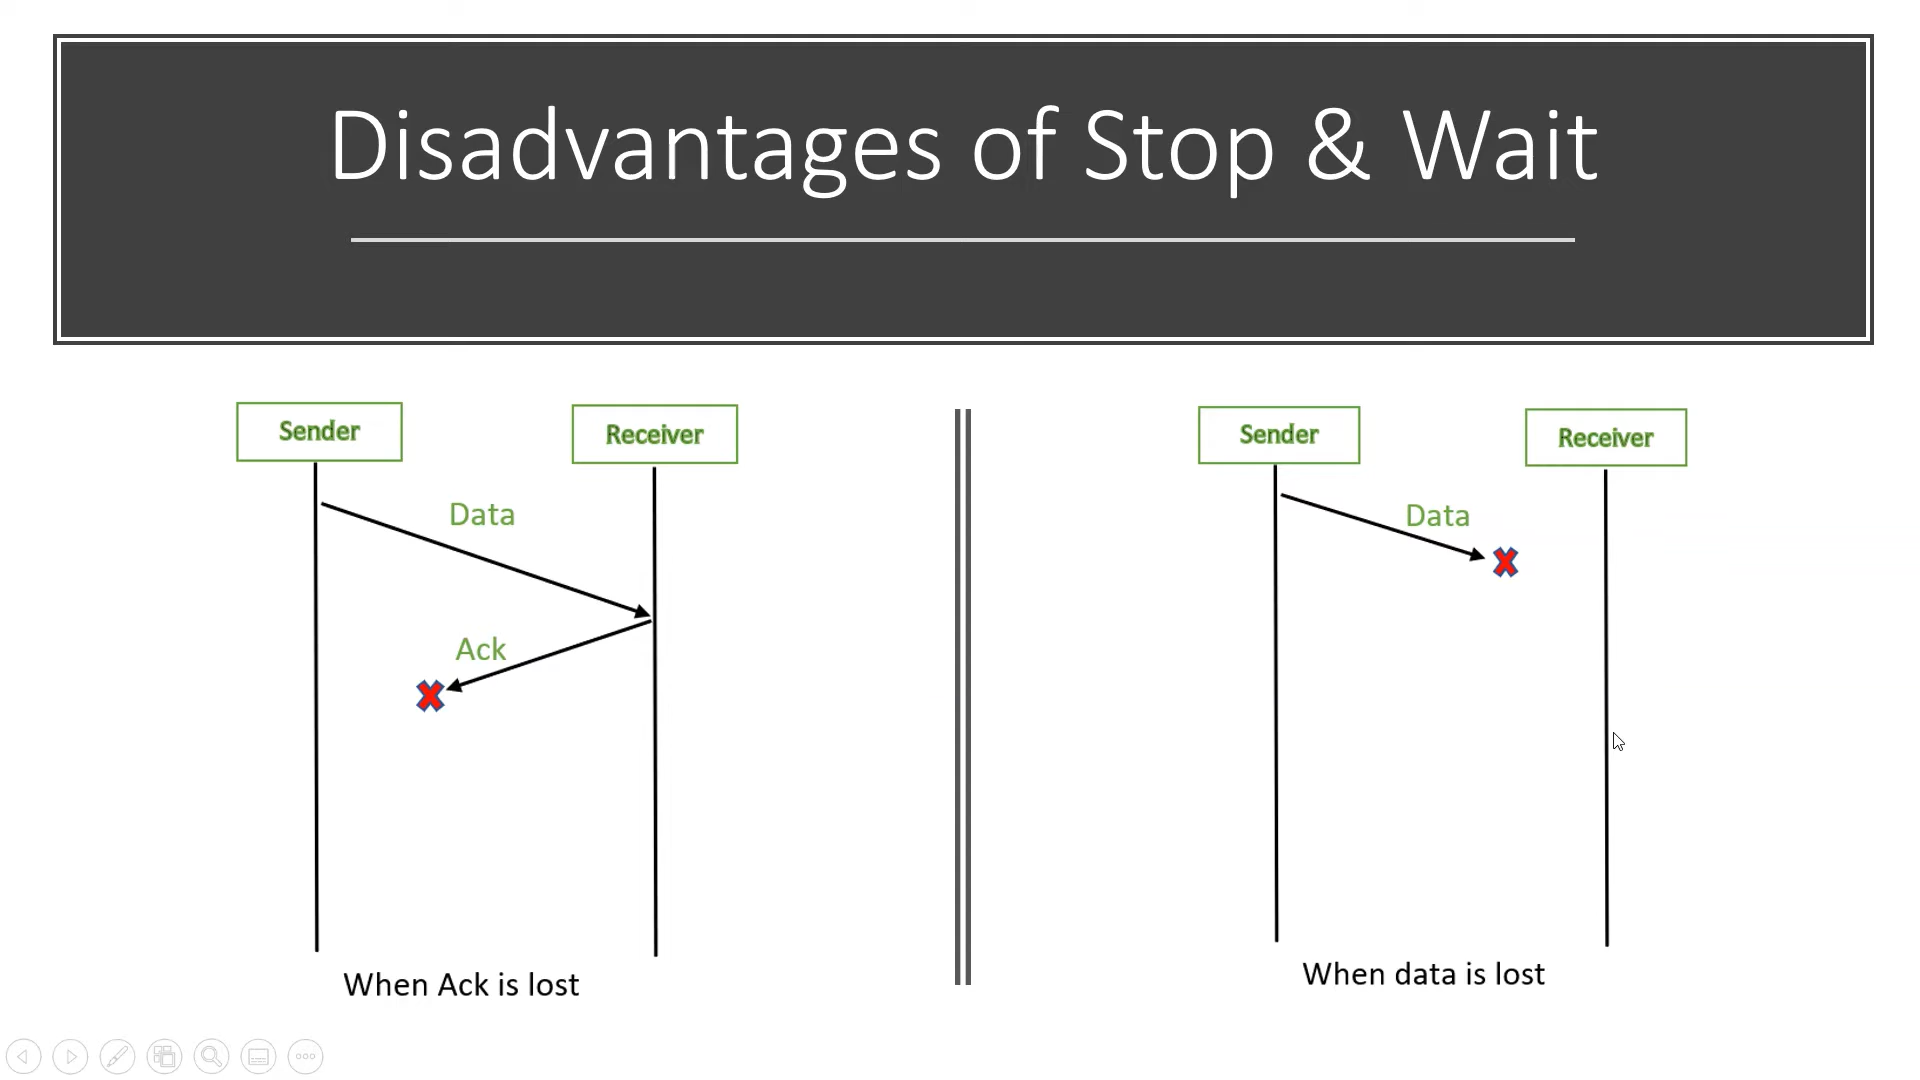 Disadvantages of Stop & Wait
Sender
Receiver
Data
Ack
When Ack is lost
Sender
Receiver
Data
When data is lost